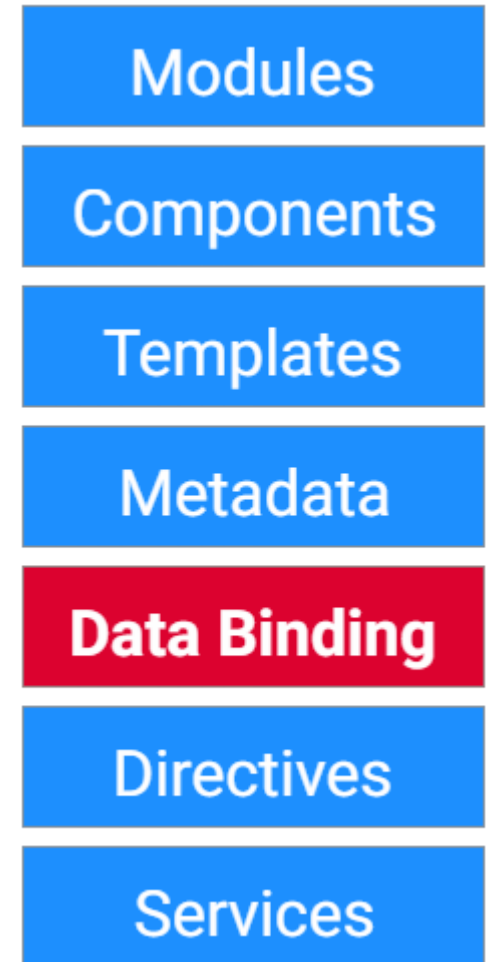 Modules
Components
Templates
Metadata
Data Binding
Directives
Services